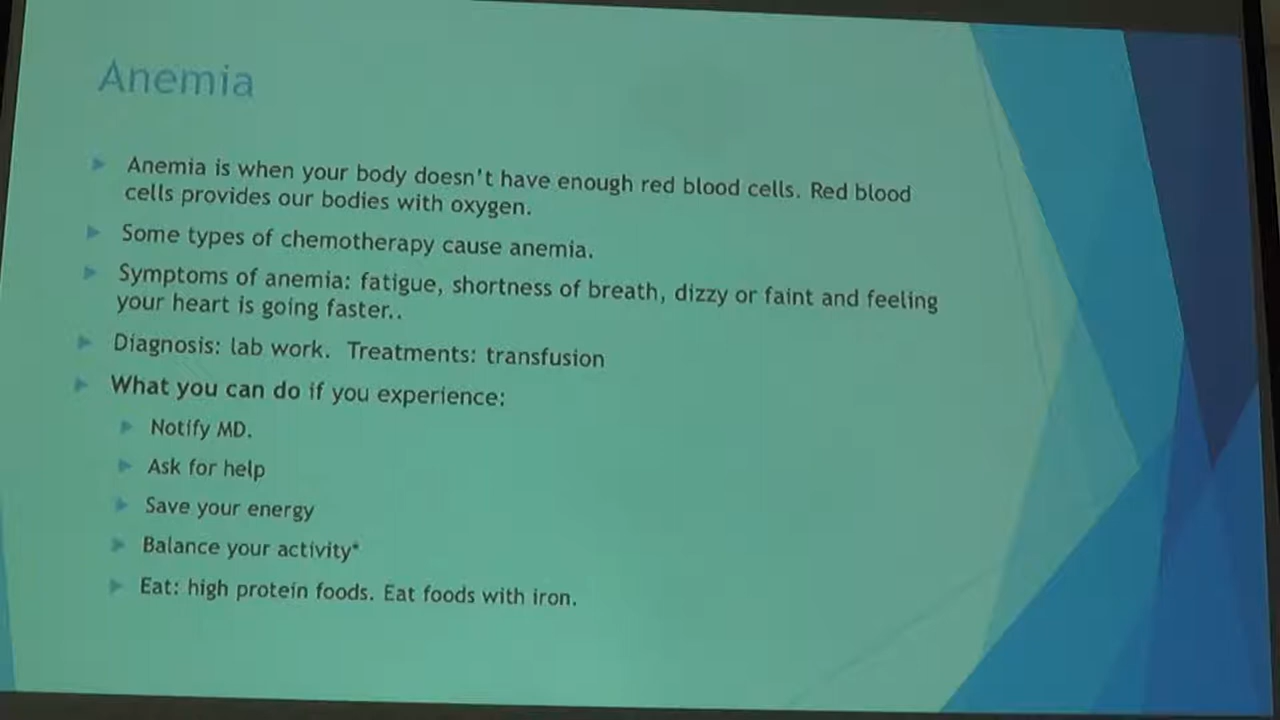 Anemia
Anemia is when your body doesn't have enough red blood cells. Red blood
cells provides our bodies with oxygen.
Some types of chemotherapy cause anemia.
Symptoms of anemia: fatigue, shortness of breath, dizzy or faint and feeling
your heart is going faster..
Diagnosis: lab work. Treatments: transfusion
What you can do if you experience:
Notify MD.
Ask for help
Save your energy
Balance your activity*
Eat: high protein foods. Eat foods with iron.